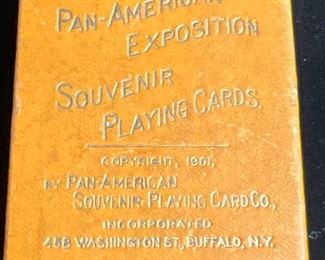 PAN-AMERICAN
EXPOSITION
SOUVENIR
PLAYING CARDS.
COPYRIGHT, 1901,
BY PAN-AMERICAN
SOUVENIR PLAYING CARD CO.,
INCORPORATED
458 WASHINGTON ST., BUFFALO, N.Y.